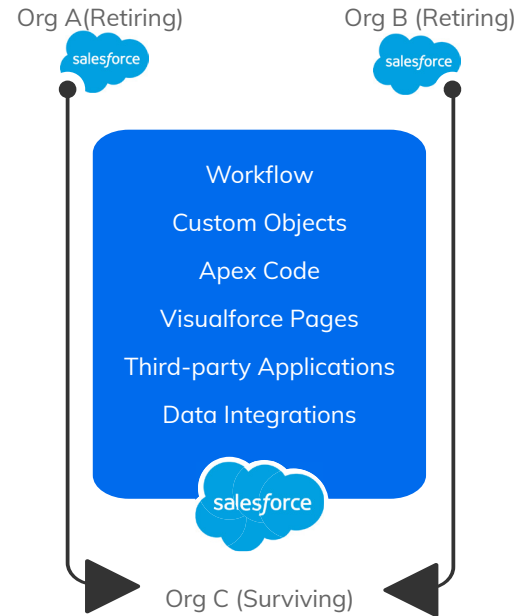 Org A(Retiring)
Org B (Retiring)
salesforce
salesforce
Workflow
Custom Objects
Apex Code
Visualforce Pages
Third-party Applications
Data Integrations
salesforce
Org C (Surviving)